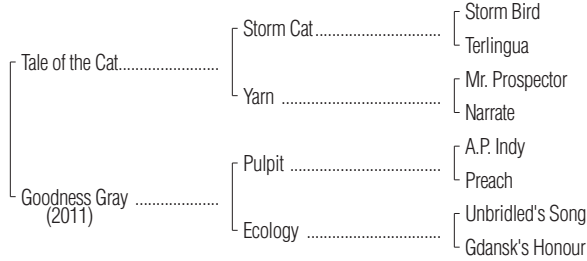 Storm Bird
Storm Cat
Terlingua
Tale of the Cat
Mr. Prospector
Yarn
Narrate
A.P. Indy
Pulpit
Preach
Goodness Gray
(2011)
Unbridled's Song
Ecology
Gdansk's Honour